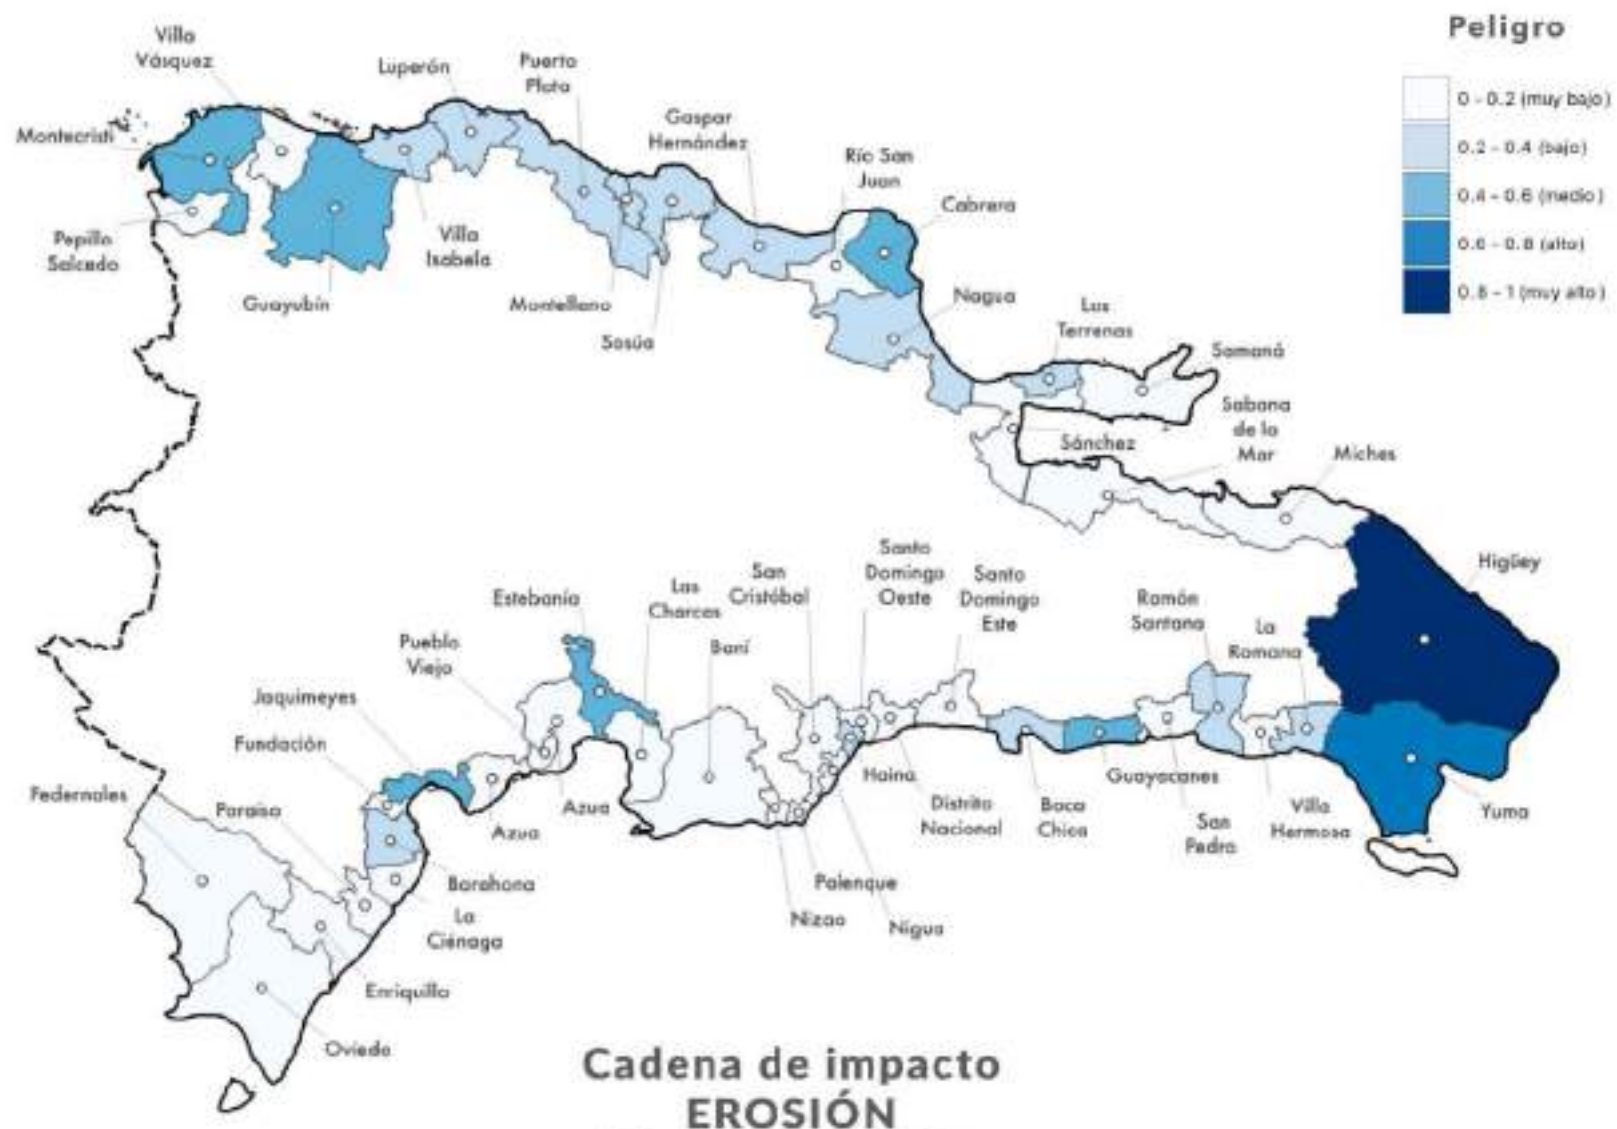 Peligro
0 - 0.2 (muy bajo)
0.2 - 0.4 (bajo)
0.4 - 0.6 (medio)
0.6 - 0.8 (alto)
0.8 - 1 (muy alto)
Villa
Vásquez
Montecristi
Luperón
Puerto
Plata
Gaspar
Hernández
Río San
Juan
Cabrera
Pepillo
Salcedo
Guayubín
Villa
Isabela
Montellano
Sosúa
Nagua
Las
Terrenas
Samaná
Sánchez
Sabana
de la
Mar
Miches
Higüey
Yuma
Estebanía
Las
Charcas
Baní
San
Cristóbal
Santo
Domingo
Oeste
Santo
Domingo
Este
Ramón
Santana
La
Romana
Pueblo
Viejo
Jaquimeyes
Fundación
Pedernales
Paraíso
Azua
Azua
Haina
Distrito
Nacional
Boca
Chica
Guayacanes
San
Pedro
Villa
Hermosa
Barahona
La
Ciénaga
Palenque
Nizao
Nigua
Enriquillo
Oviedo
Cadena de impacto
EROSIÓN